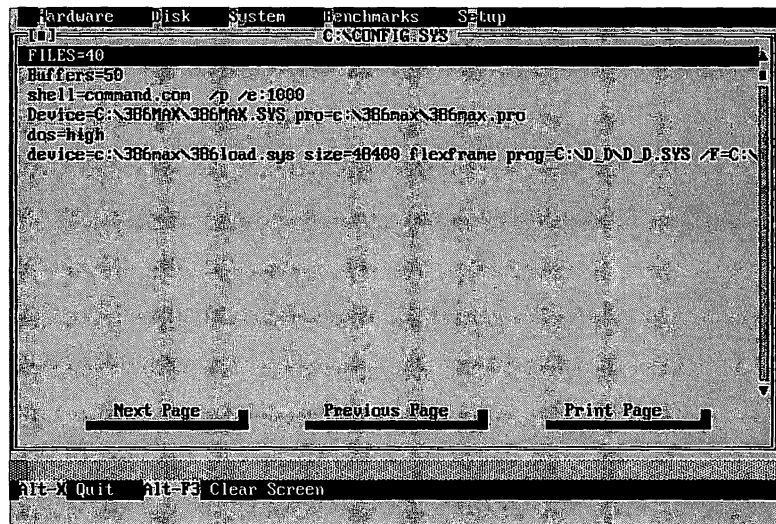 Hardware Disk System Benchmarks Setup
[■] C:\CONFIG.SYS
FILES=40
Buffers=50
shell=command.com /p /e:1000
Device=C:\386MAX\386MAX.SYS pro=c:\386max\386max.pro
dos=high
device=c:\386max\386load.sys size=48400 flexframe prog=C:\D_D\D_D.SYS /F=C:\
Next Page Previous Page Print Page
Alt-X Quit Alt-F3 Clear Screen